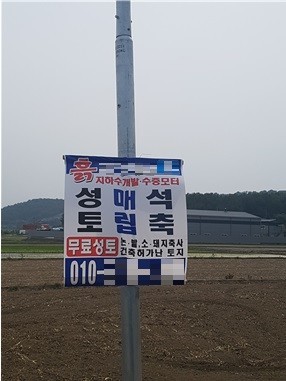 흙
지하수개발·수중모터
성토
매립
석축
무료성토
논·밭,소·돼지축사
건축허가난 토지
010